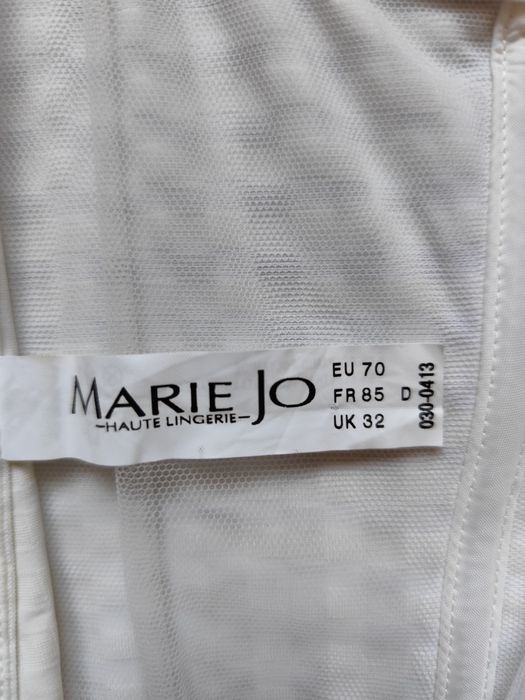 MARIE JO
-HAUTE LINGERIE-
EU 70
FR 85 D
UK 32
030-0413